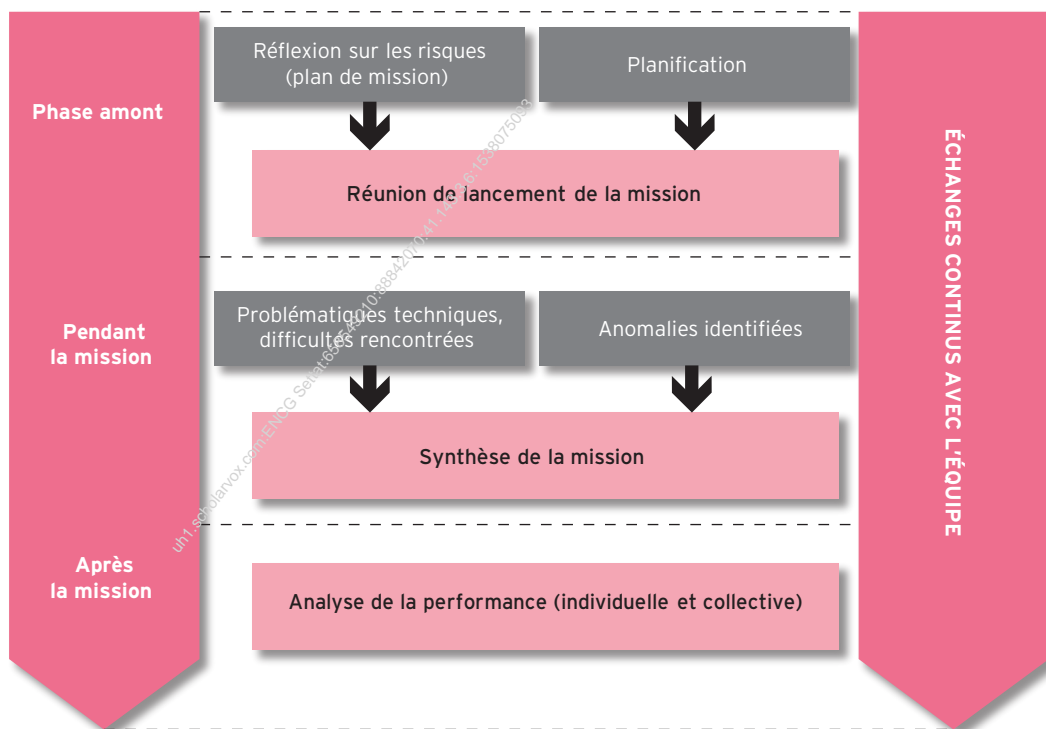 Réflexion sur les risques
(plan de mission)
Planification
Phase amont
Réunion de lancement de la mission
Problématiques techniques,
difficultés rencontrées
Anomalies identifiées
Pendant
la mission
Synthèse de la mission
Après
la mission
Analyse de la performance (individuelle et collective)
ÉCHANGES CONTINUS AVEC L'ÉQUIPE